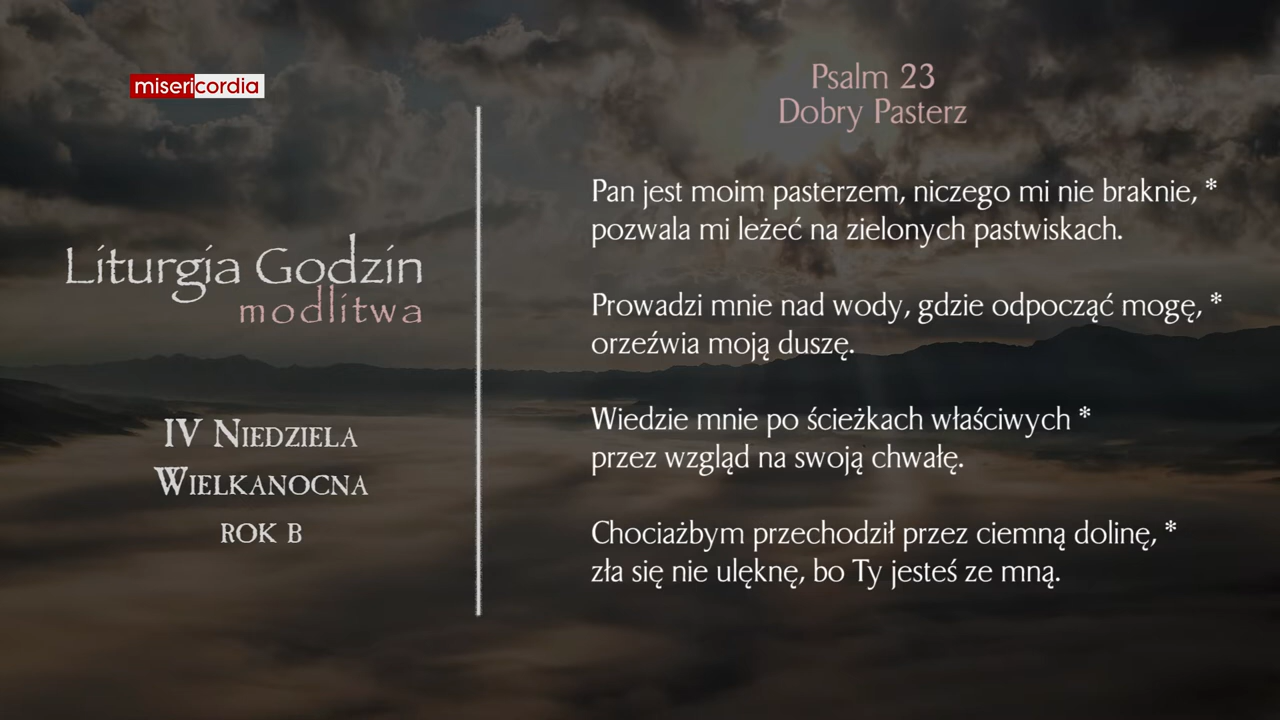 misericordia
Liturgia Godzin
modlitwa
IV Niedziela
Wielkanocna
ROK B
Psalm 23
Dobry Pasterz
Pan jest moim pasterzem, niczego mi nie braknie, *
pozwala mi leżeć na zielonych pastwiskach.
Prowadzi mnie nad wody, gdzie odpocząć mogę, *
orzeźwia moją duszę.
Wiedzie mnie po ścieżkach właściwych *
przez wzgląd na swoją chwałę.
Chociażbym przechodził przez ciemną dolinę, *
zła się nie ulęknę, bo Ty jesteś ze mną.